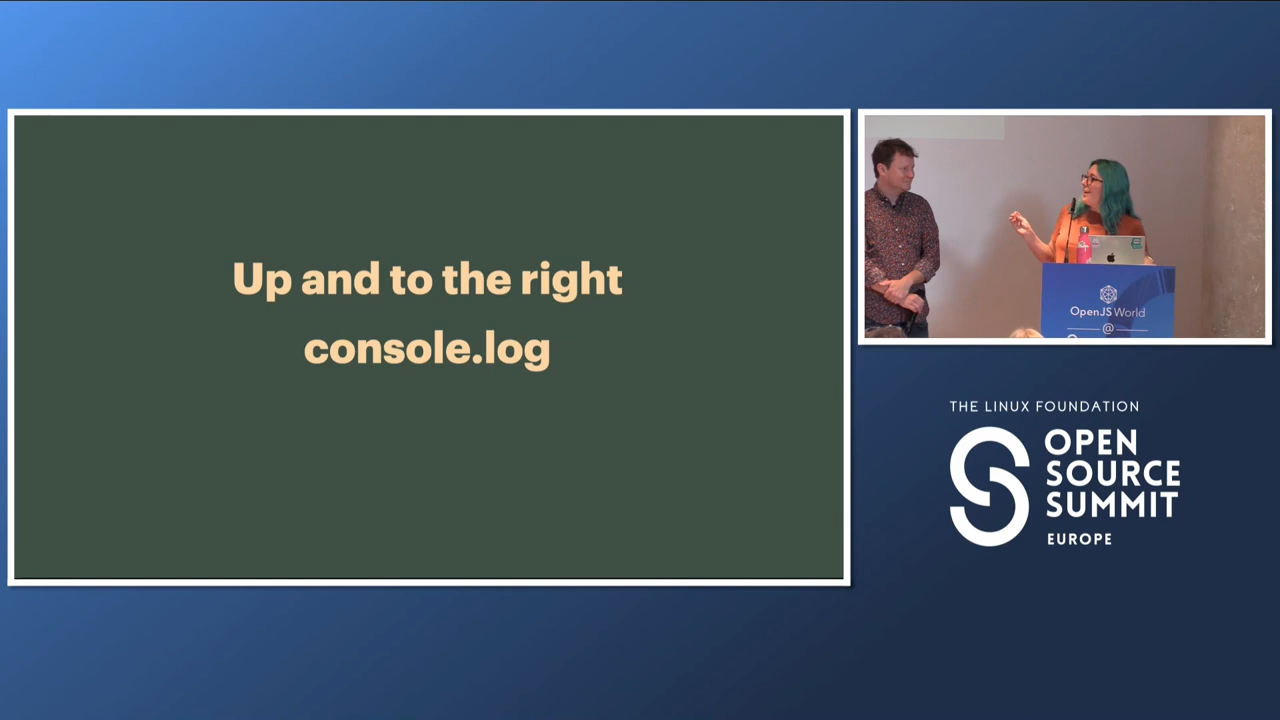 Up and to the right
console.log
OpenJS World
@
THE LINUX FOUNDATION
OPEN
SOURCE
SUMMIT
EUROPE